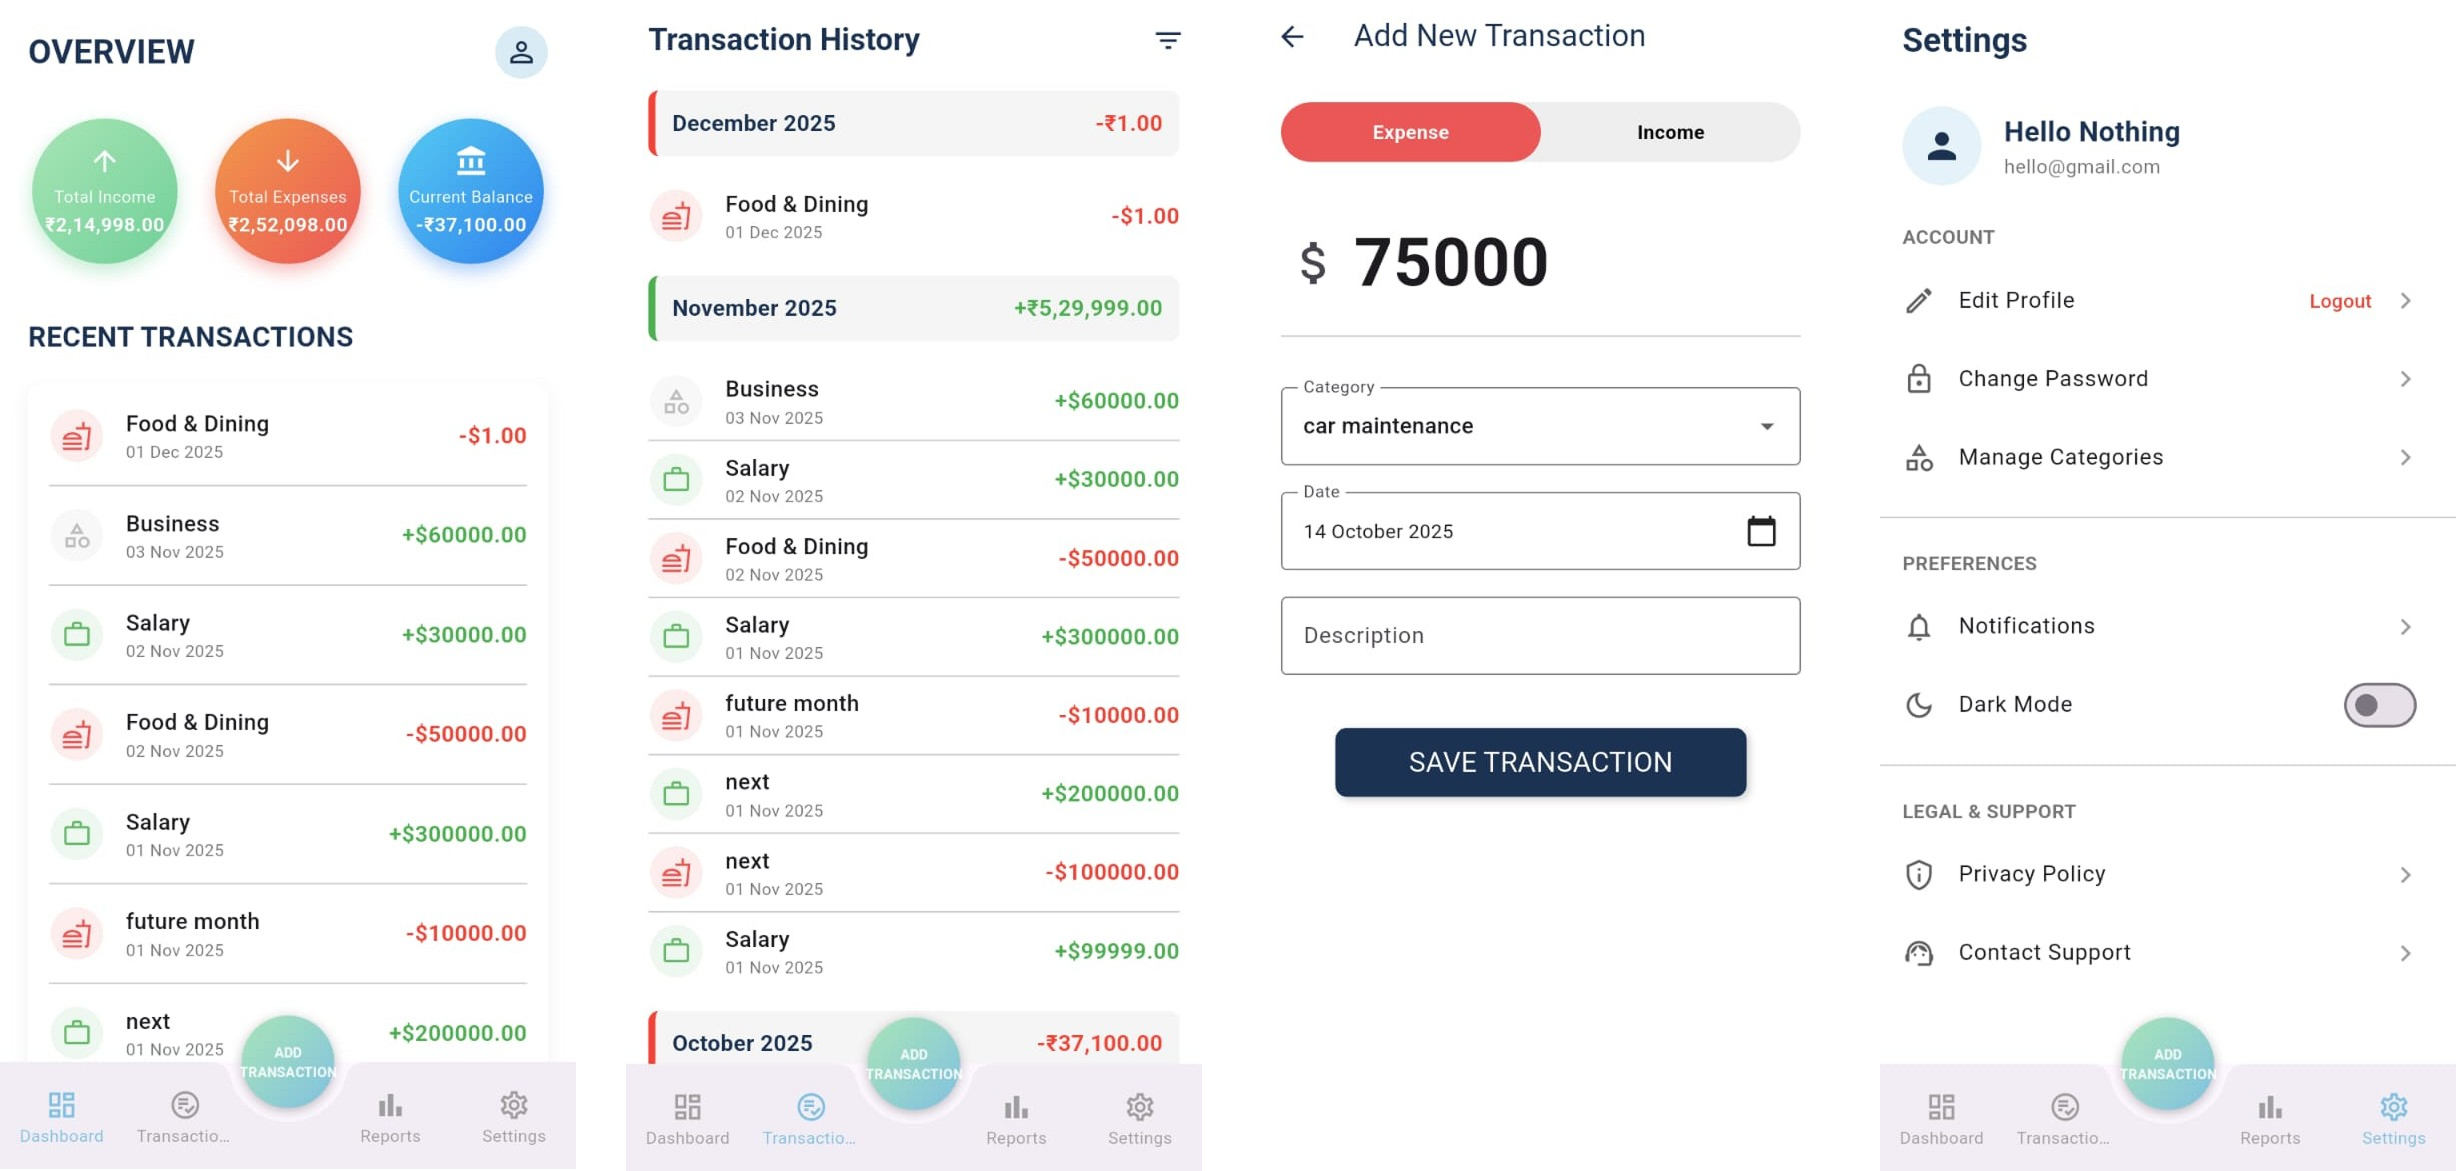 OVERVIEW
Total Income
₹2,14,998.00
Total Expenses
₹2,52,098.00
Current Balance
-₹37,100.00
RECENT TRANSACTIONS
Food & Dining
01 Dec 2025
-$1.00
Business
03 Nov 2025
+$60000.00
Salary
02 Nov 2025
+$30000.00
Food & Dining
02 Nov 2025
-$50000.00
Salary
01 Nov 2025
+$300000.00
future month
01 Nov 2025
-$10000.00
next
01 Nov 2025
+$200000.00
ADD
TRANSACTION
Dashboard
Transactio...
Reports
Settings
Transaction History
December 2025
-₹1.00
Food & Dining
01 Dec 2025
-$1.00
November 2025
+₹5,29,999.00
Business
03 Nov 2025
+$60000.00
Salary
02 Nov 2025
+$30000.00
Food & Dining
02 Nov 2025
-$50000.00
Salary
01 Nov 2025
+$300000.00
future month
01 Nov 2025
-$10000.00
next
01 Nov 2025
+$200000.00
next
01 Nov 2025
-$100000.00
Salary
01 Nov 2025
+$99999.00
October 2025
-₹37,100.00
ADD
TRANSACTION
Dashboard
Transactio...
Reports
Settings
Add New Transaction
Expense
Income
$ 75000
Category
car maintenance
Date
14 October 2025
Description
SAVE TRANSACTION
Settings
Hello Nothing
hello@gmail.com
ACCOUNT
Edit Profile
Logout
Change Password
Manage Categories
PREFERENCES
Notifications
Dark Mode
LEGAL & SUPPORT
Privacy Policy
Contact Support
ADD
TRANSACTION
Dashboard
Transactio...
Reports
Settings